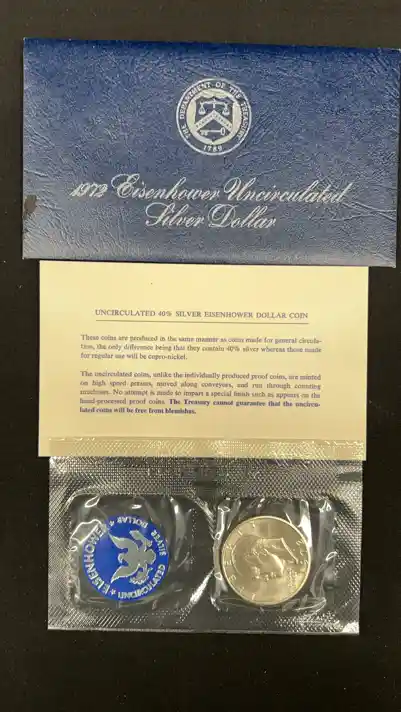 THE DEPARTMENT OF THE TREASURY
1789
1972 Eisenhower Uncirculated
Silver Dollar
UNCIRCULATED 40% SILVER EISENHOWER DOLLAR COIN
These coins are produced in the same manner as coins made for general circula-
tion, the only difference being that they contain 40% silver whereas those made
for regular use will be cupro-nickel.
The uncirculated coins, unlike the individually produced proof coins, are minted
on high speed presses, moved along conveyors, and run through counting
machines. No attempt is made to impart a special finish such as appears on the
hand-processed proof coins. The Treasury cannot guarantee that the uncircu-
lated coins will be free from blemishes.
EISENHOWER
UNCIRCULATED
SILVER DOLLAR